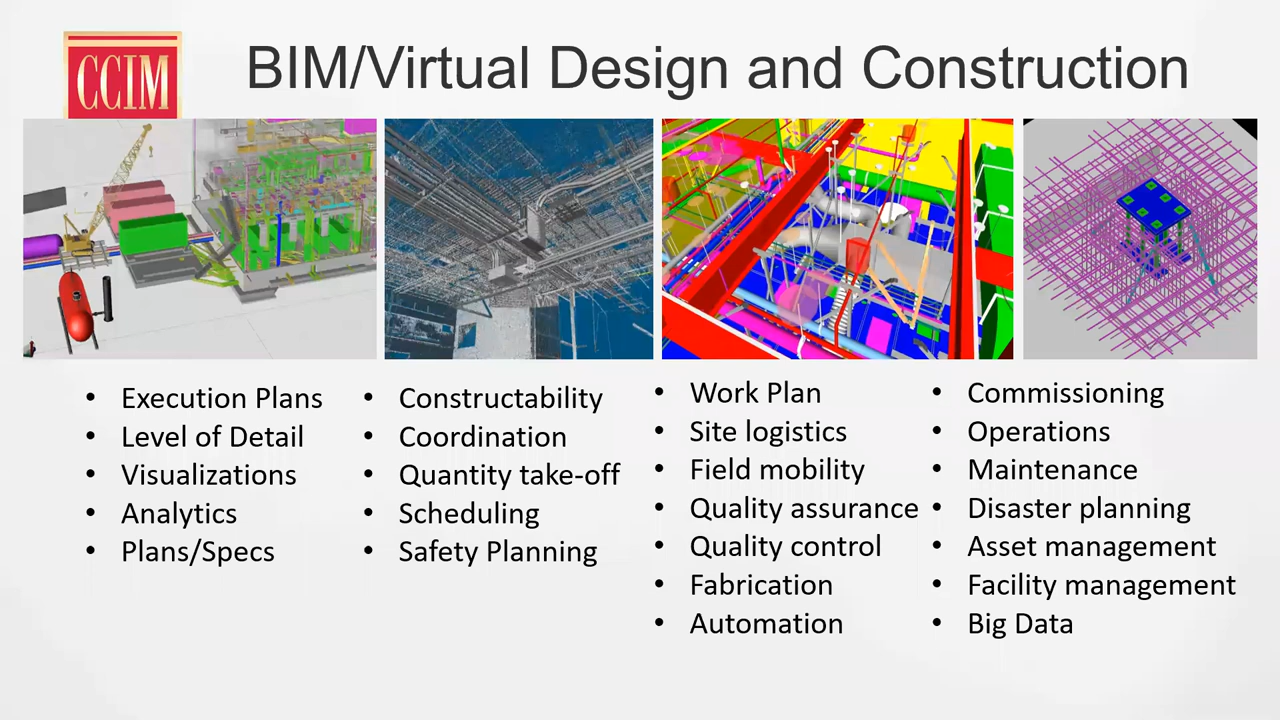 CCIM
BIM/Virtual Design and Construction
• Execution Plans
• Level of Detail
• Visualizations
• Analytics
• Plans/Specs
• Constructability
• Coordination
• Quantity take-off
• Scheduling
• Safety Planning
• Work Plan
• Site logistics
• Field mobility
• Quality assurance
• Quality control
• Fabrication
• Automation
• Commissioning
• Operations
• Maintenance
• Disaster planning
• Asset management
• Facility management
• Big Data